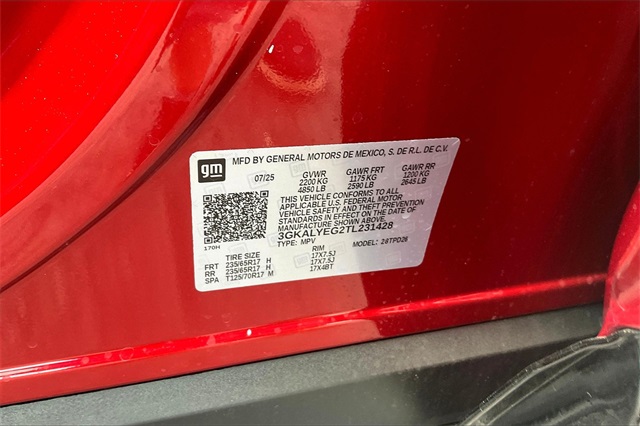 gm MFD BY GENERAL MOTORS DE MEXICO, S. DE R.L. DE C.V.
07/25 GVWR GAWR FRT GAWR RR
2200 KG 1175 KG 1200 KG
4850 LB 2590 LB 2645 LB
THIS VEHICLE CONFORMS TO ALL
APPLICABLE U.S. FEDERAL MOTOR
VEHICLE SAFETY AND THEFT PREVENTION
STANDARDS IN EFFECT ON THE DATE OF
MANUFACTURE SHOWN ABOVE.
3GKALYEG2TL231428
170H TYPE: MPV MODEL: 26TPD26
TIRE SIZE RIM
FRT 235/65R17 H 17X7.5J
RR 235/65R17 H 17X7.5J
SPA T125/70R17 M 17X4BT